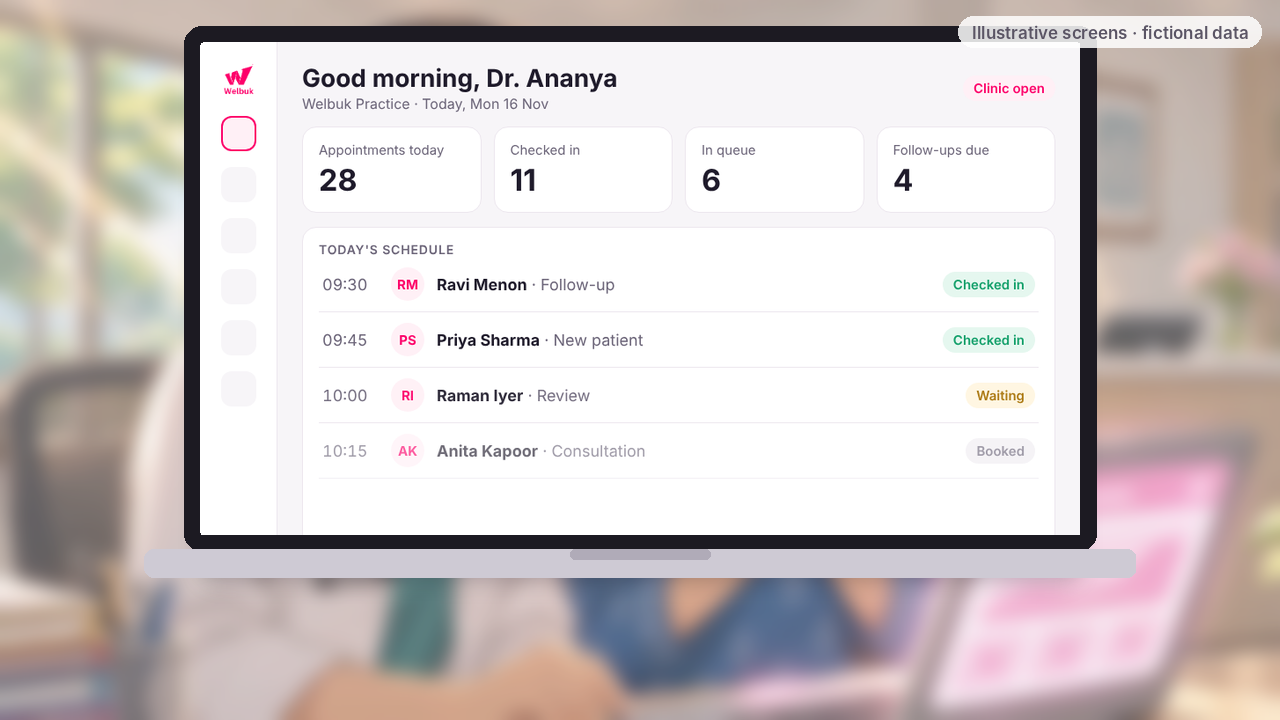 Illustrative screens · fictional data
Welbuk
Good morning, Dr. Ananya
Welbuk Practice · Today, Mon 16 Nov
Clinic open
Appointments today
28
Checked in
11
In queue
6
Follow-ups due
4
TODAY'S SCHEDULE
09:30 RM Ravi Menon · Follow-up Checked in
09:45 PS Priya Sharma · New patient Checked in
10:00 RI Raman Iyer · Review Waiting
10:15 AK Anita Kapoor · Consultation Booked